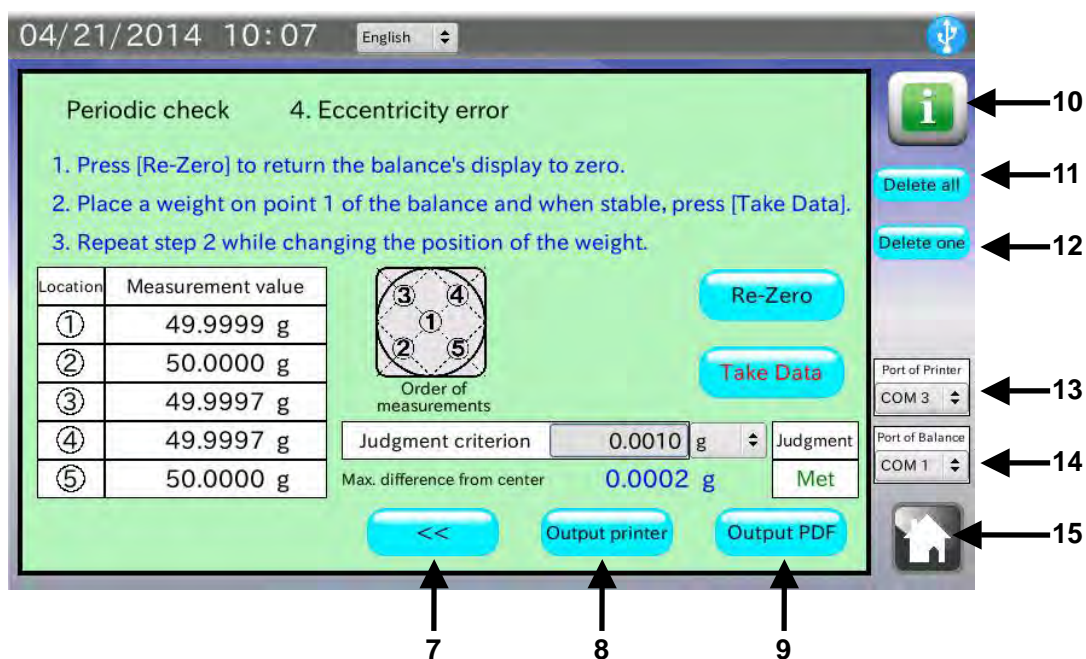 04/21/2014 10:07 English
Periodic check 4. Eccentricity error
1. Press [Re-Zero] to return the balance's display to zero.
2. Place a weight on point 1 of the balance and when stable, press [Take Data].
3. Repeat step 2 while changing the position of the weight.
Location Measurement value
① 49.9999 g
② 50.0000 g
③ 49.9997 g
④ 49.9997 g
⑤ 50.0000 g
③ ④
①
② ⑤
Order of
measurements
Re-Zero
Take Data
Judgment criterion 0.0010 g Judgment
Max. difference from center 0.0002 g Met
<< Output printer Output PDF
i 10
Delete all 11
Delete one 12
Port of Printer
COM 3 13
Port of Balance
COM 1 14
15
7 8 9